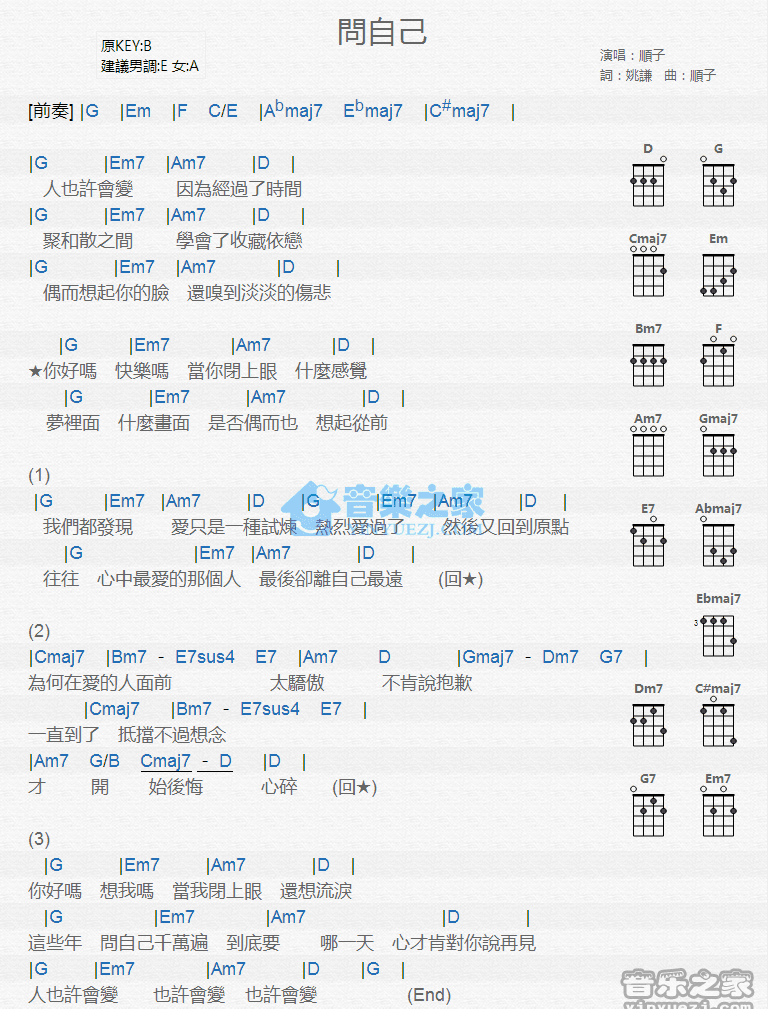 問自己
原KEY:B
建議男調:E 女:A
演唱：順子
詞：姚謙 曲：順子
[前奏] |G |Em |F C/E |Abmaj7 Ebmaj7 |C#maj7 |
|G |Em7 |Am7 |D |
人也許會變 因為經過了時間
|G |Em7 |Am7 |D |
聚和散之間 學會了收藏依戀
|G |Em7 |Am7 |D |
偶而想起你的臉 還嗅到淡淡的傷悲
|G |Em7 |Am7 |D |
★你好嗎 快樂嗎 當你閉上眼 什麼感覺
|G |Em7 |Am7 |D |
夢裡面 什麼畫面 是否偶而也 想起從前
(1)
|G |Em7 |Am7 |D |G |Em7 |Am7 |D |
我們都發現 愛只是一種試煉 熱烈愛過了 然後又回到原點
|G |Em7 |Am7 |D |
往往 心中最愛的那個人 最後卻離自己最遠 (回★)
(2)
|Cmaj7 |Bm7 - E7sus4 E7 |Am7 D |Gmaj7 - Dm7 G7 |
為何在愛的人面前 太驕傲 不肯說抱歉
|Cmaj7 |Bm7 - E7sus4 E7 |
一直到了 抵擋不過想念
|Am7 G/B Cmaj7 - D |D |
才 開 始後悔 心碎 (回★)
(3)
|G |Em7 |Am7 |D |
你好嗎 想我嗎 當我閉上眼 還想流淚
|G |Em7 |Am7 |D |
這些年 問自己千萬遍 到底要 哪一天 心才肯對你說再見
|G |Em7 |Am7 |D |G |
人也許會變 也許會變 也許會變 (End)
D G
Cmaj7 Em
Bm7 F
Am7 Gmaj7
E7 Abmaj7
Ebmaj7
3
Dm7 C#maj7
G7 Em7
音樂之家
YINYUEZJ.COM
音乐之家
yinyuezj.com